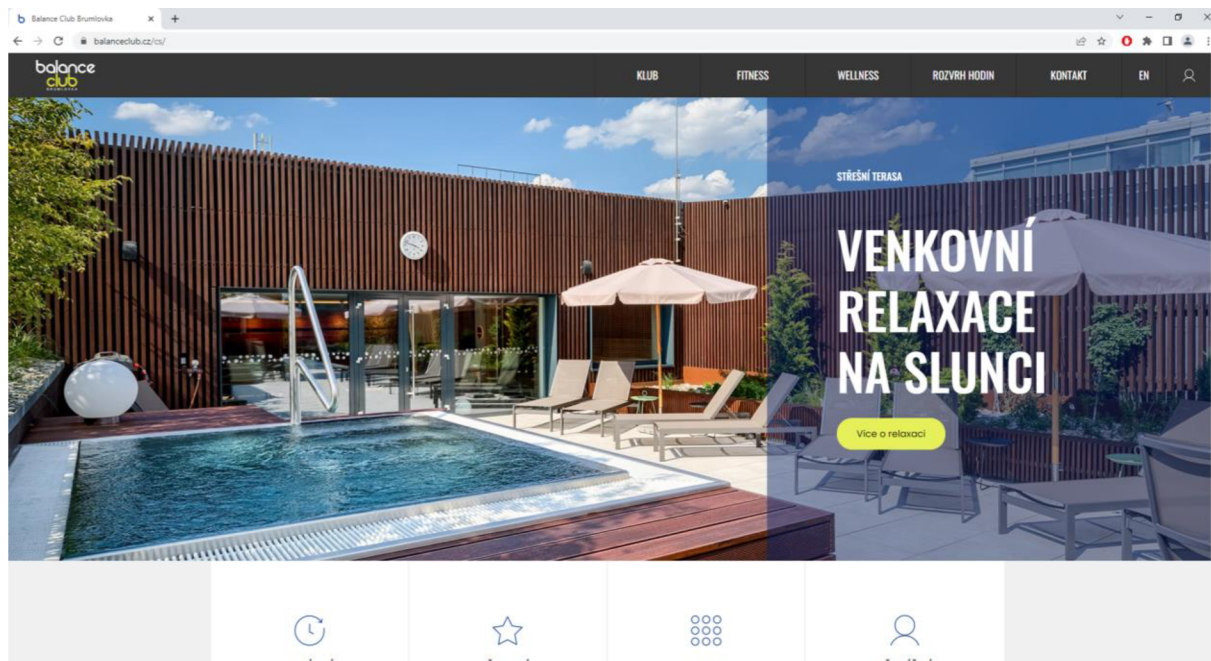 Balance Club Brumlovka
balanceclub.cz/cs/
balance
club
BRUMLOVKA
KLUB
FITNESS
WELLNESS
ROZVRH HODIN
KONTAKT
EN
STŘEŠNÍ TERASA
VENKOVNÍ
RELAXACE
NA SLUNCI
Více o relaxaci